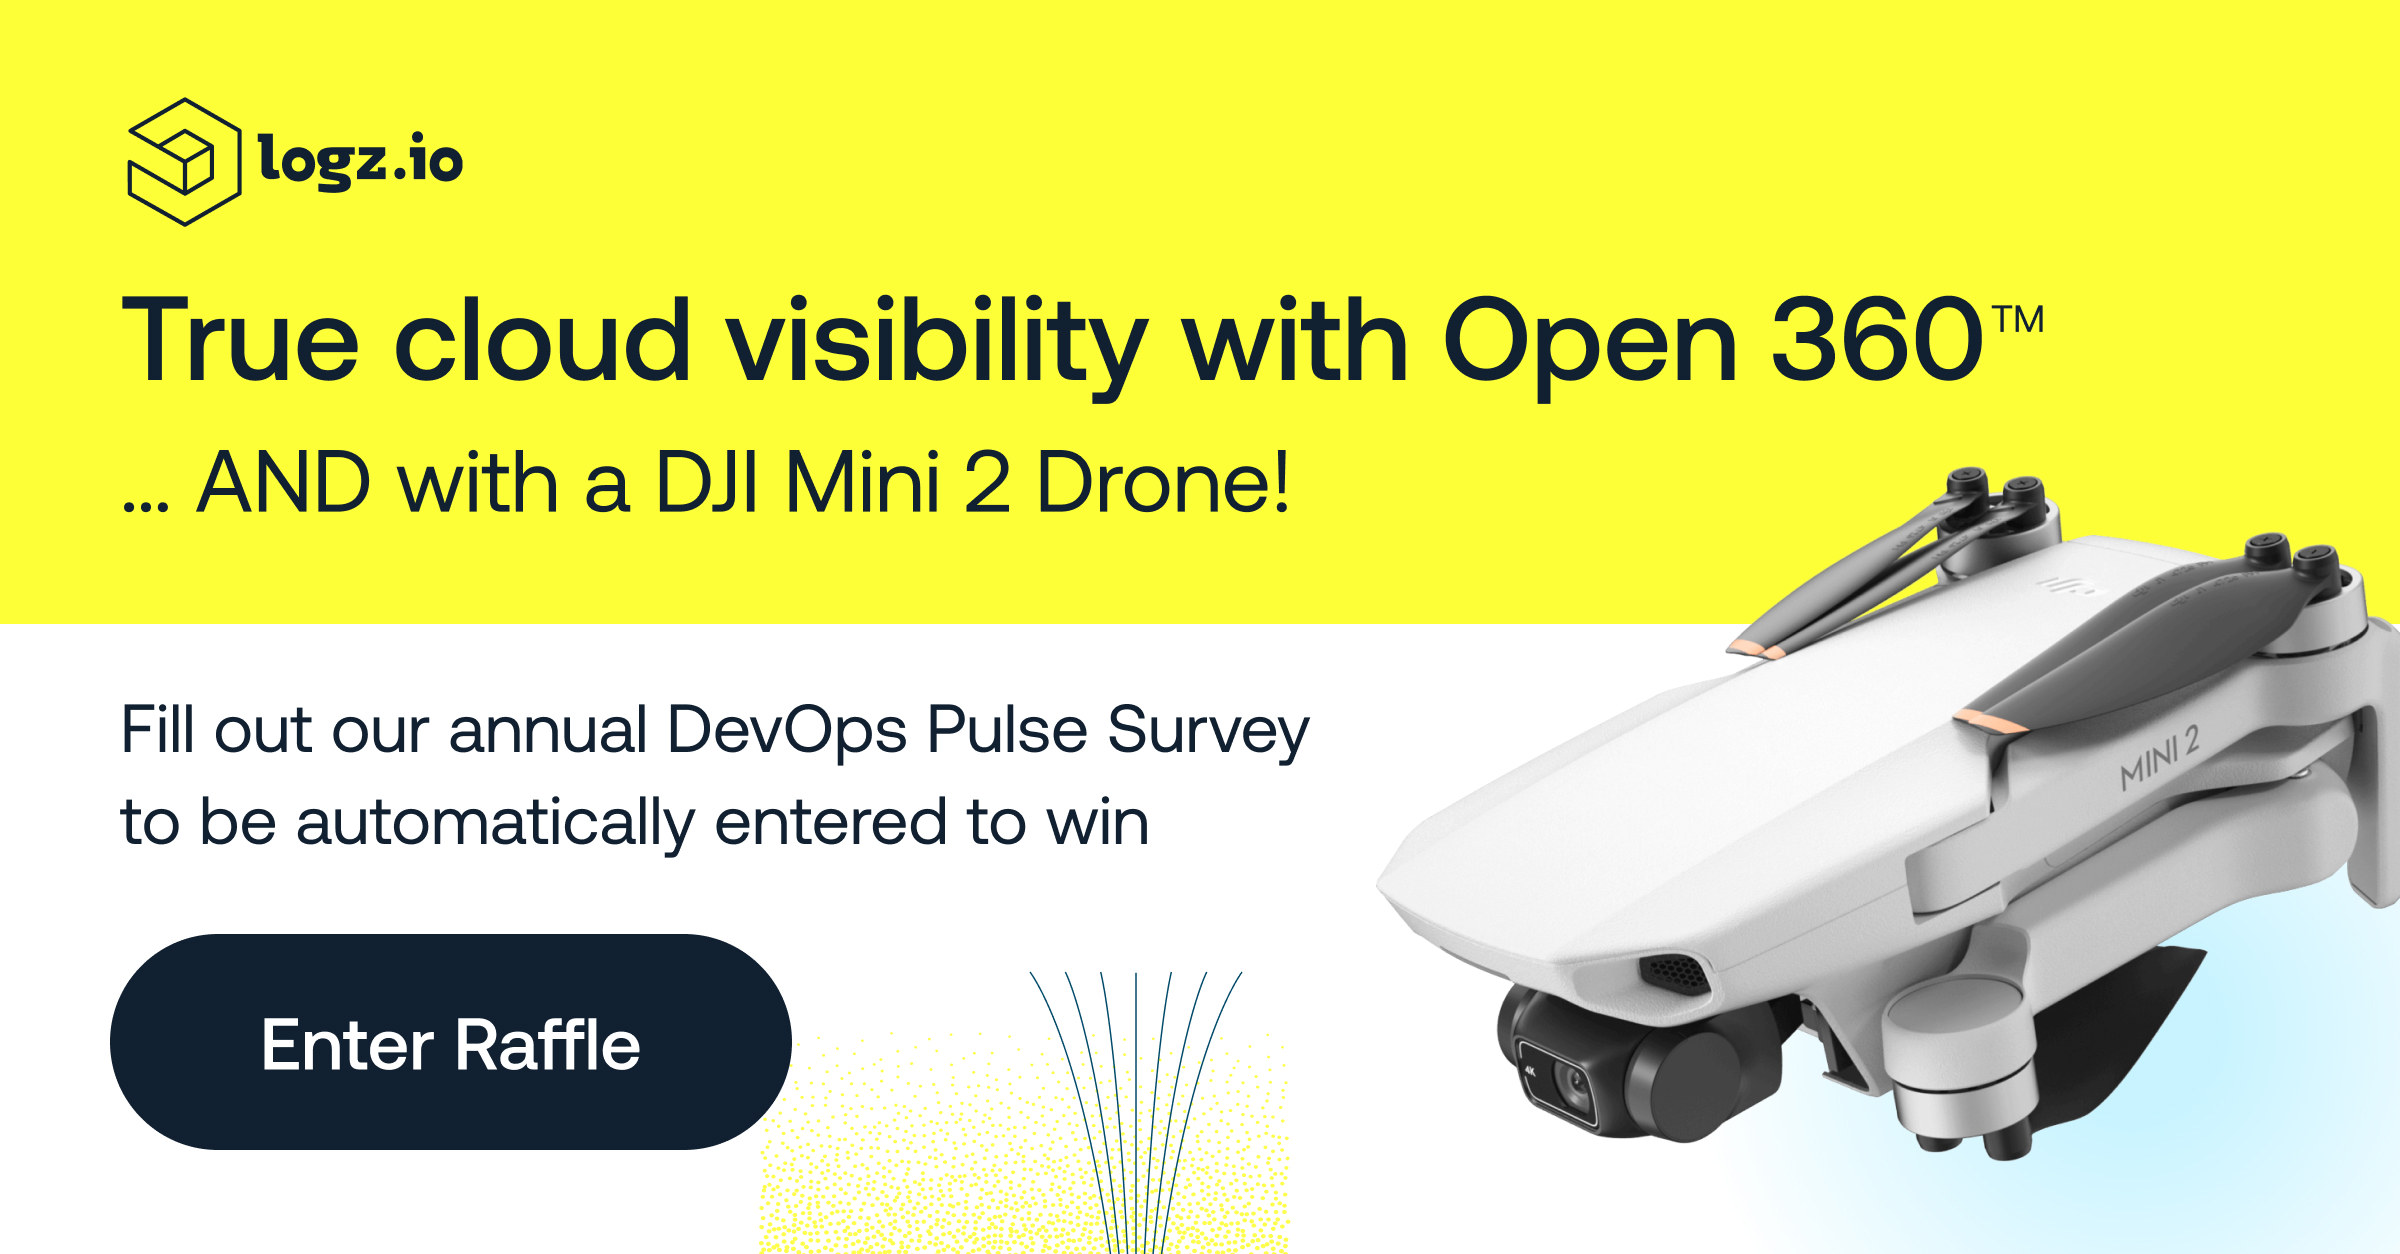 logz.io
True cloud visibility with Open 360™
... AND with a DJI Mini 2 Drone!
Fill out our annual DevOps Pulse Survey
to be automatically entered to win
MINI 2
4K
Enter Raffle